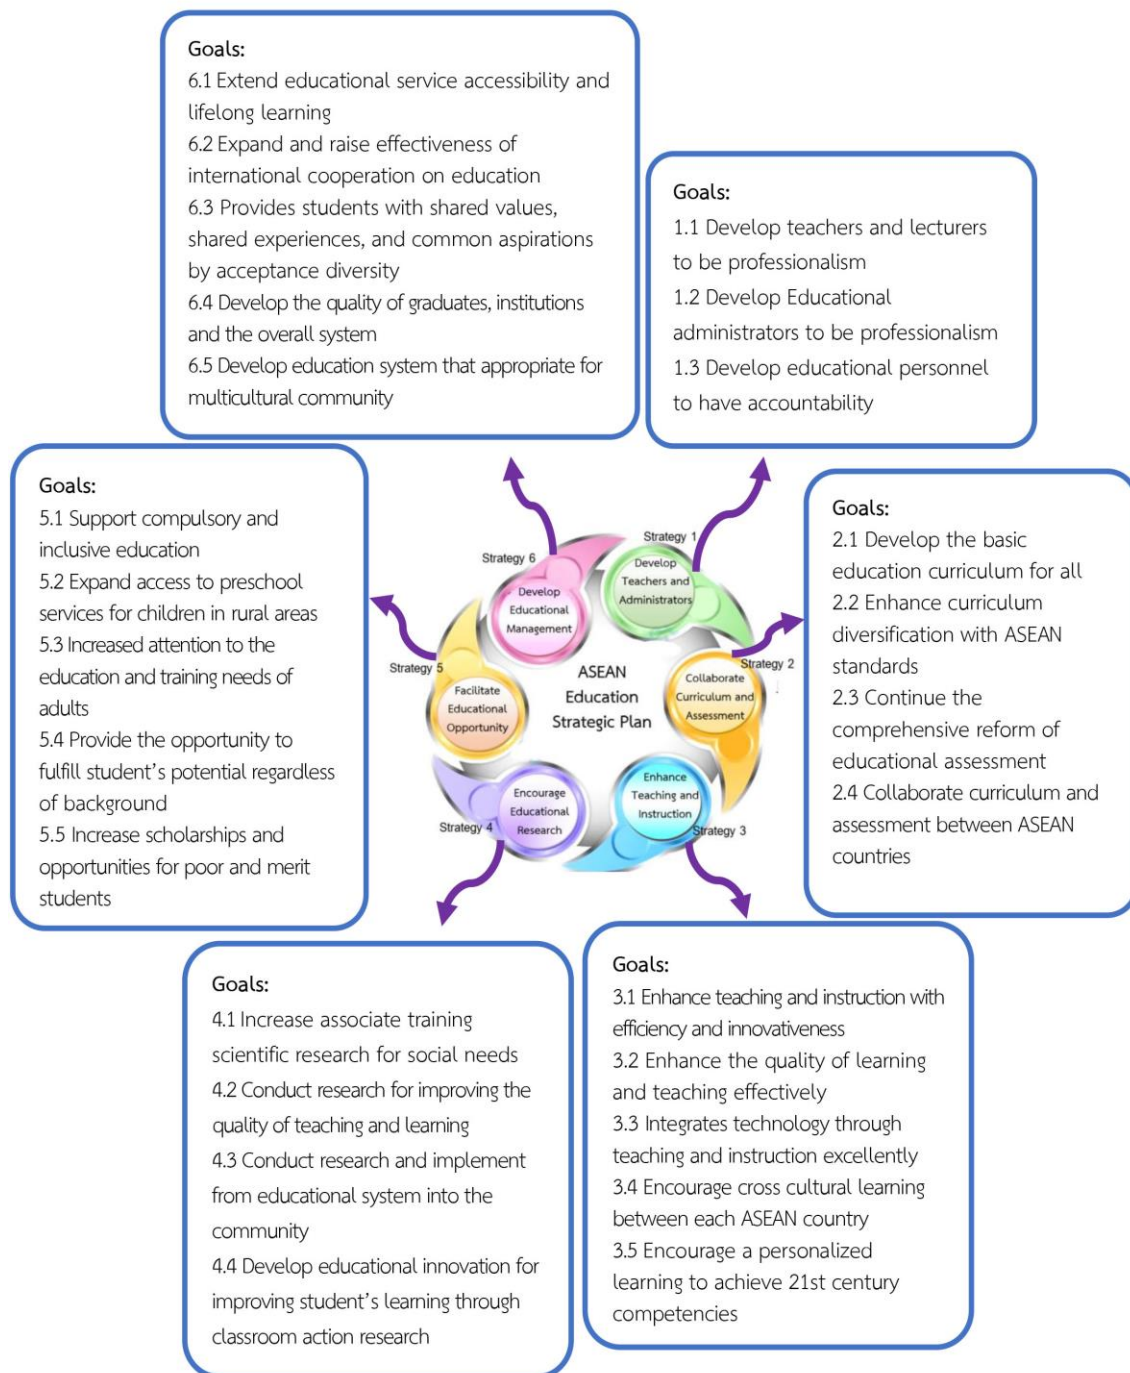 Goals:
6.1 Extend educational service accessibility and
lifelong learning
6.2 Expand and raise effectiveness of
international cooperation on education
6.3 Provides students with shared values,
shared experiences, and common aspirations
by acceptance diversity
6.4 Develop the quality of graduates, institutions
and the overall system
6.5 Develop education system that appropriate for
multicultural community
Goals:
1.1 Develop teachers and lecturers
to be professionalism
1.2 Develop Educational
administrators to be professionalism
1.3 Develop educational personnel
to have accountability
Goals:
5.1 Support compulsory and
inclusive education
5.2 Expand access to preschool
services for children in rural areas
5.3 Increased attention to the
education and training needs of
adults
5.4 Provide the opportunity to
fulfill student's potential regardless
of background
5.5 Increase scholarships and
opportunities for poor and merit
students
Strategy 6
Develop
Educational
Management
Strategy 1
Develop
Teachers and
Administrators
Strategy 5
Facilitate
Educational
Opportunity
ASEAN
Education
Strategic Plan
Strategy 2
Collaborate
Curriculum and
Assessment
Strategy 4
Encourage
Educational
Research
Enhance
Teaching and
Instruction
Strategy 3
Goals:
2.1 Develop the basic
education curriculum for all
2.2 Enhance curriculum
diversification with ASEAN
standards
2.3 Continue the
comprehensive reform of
educational assessment
2.4 Collaborate curriculum and
assessment between ASEAN
countries
Goals:
4.1 Increase associate training
scientific research for social needs
4.2 Conduct research for improving the
quality of teaching and learning
4.3 Conduct research and implement
from educational system into the
community
4.4 Develop educational innovation for
improving student's learning through
classroom action research
Goals:
3.1 Enhance teaching and instruction with
efficiency and innovativeness
3.2 Enhance the quality of learning
and teaching effectively
3.3 Integrates technology through
teaching and instruction excellently
3.4 Encourage cross cultural learning
between each ASEAN country
3.5 Encourage a personalized
learning to achieve 21st century
competencies